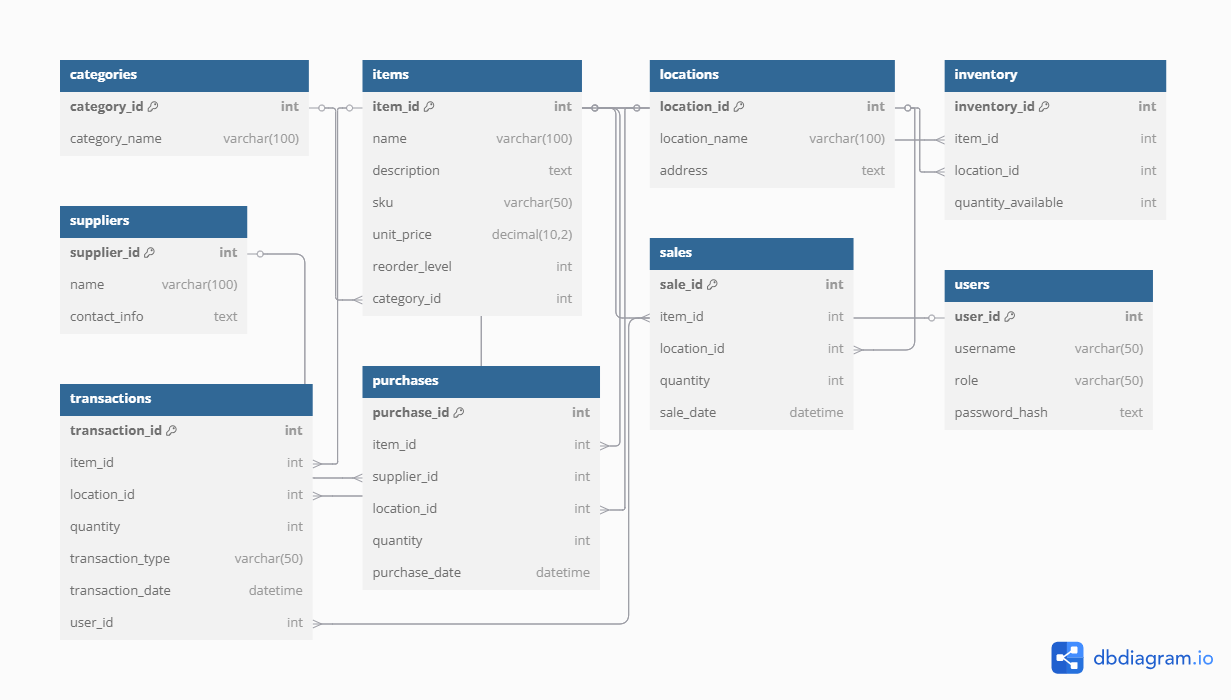 categories
category_id int
category_name varchar(100)
items
item_id int
name varchar(100)
description text
sku varchar(50)
unit_price decimal(10,2)
reorder_level int
category_id int
locations
location_id int
location_name varchar(100)
address text
inventory
inventory_id int
item_id int
location_id int
quantity_available int
suppliers
supplier_id int
name varchar(100)
contact_info text
sales
sale_id int
item_id int
location_id int
quantity int
sale_date datetime
users
user_id int
username varchar(50)
role varchar(50)
password_hash text
transactions
transaction_id int
item_id int
location_id int
quantity int
transaction_type varchar(50)
transaction_date datetime
user_id int
purchases
purchase_id int
item_id int
supplier_id int
location_id int
quantity int
purchase_date datetime
dbdiagram.io